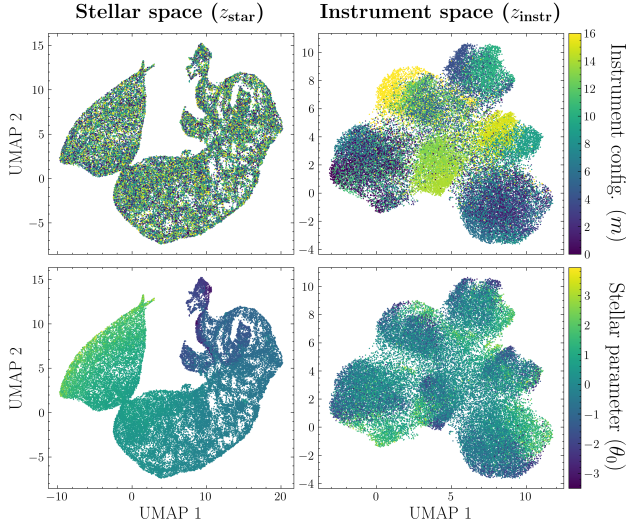 Stellar space (z_star) Instrument space (z_instr)
15 10 5 0 −5
UMAP 2
10 8 6 4 2 0 −2 −4
16 14 12 10 8 6 4 2 0
Instrument config. (m)
15 10 5 0 −5
UMAP 2
10 8 6 4 2 0 −2 −4
3 2 1 0 −1 −2 −3
Stellar parameter (θ_0)
−10 0 10 20
0 5 10
UMAP 1 UMAP 1